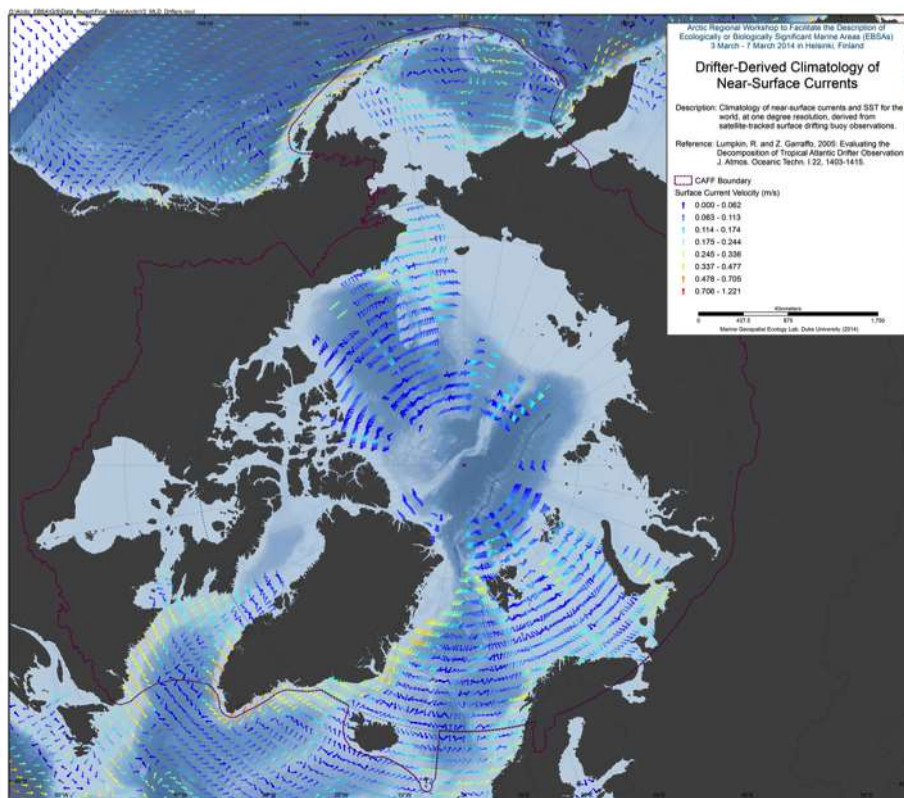 Arctic Regional Workshop to Facilitate the Description of
Ecologically or Biologically Significant Marine Areas (EBSAs)
3 March - 7 March 2014 in Helsinki, Finland
Drifter-Derived Climatology of
Near-Surface Currents
Description: Climatology of near-surface currents and SST for the
world, at one degree resolution, derived from
satellite-tracked surface drifting buoy observations.
Reference: Lumpkin, R. and Z. Garraffo, 2005: Evaluating the
Decomposition of Tropical Atlantic Drifter Observation
J. Atmos. Oceanic Techn. I 22, 1403-1415.
CAFF Boundary
Surface Current Velocity (m/s)
0.000 - 0.062
0.063 - 0.113
0.114 - 0.174
0.175 - 0.244
0.245 - 0.336
0.337 - 0.477
0.478 - 0.705
0.706 - 1.221
Kilometers
0 437.5 875 1,750
Marine Geospatial Ecology Lab, Duke University (2014)